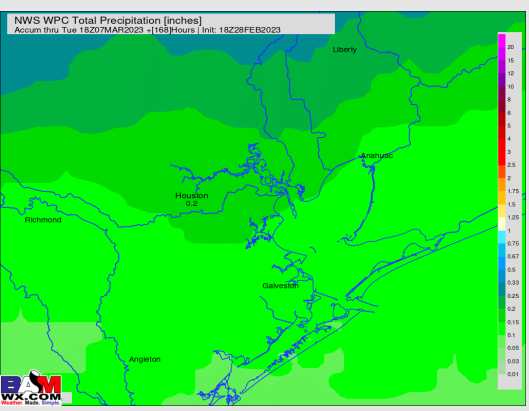 NWS WPC Total Precipitation [inches]
Accum thru Tue 18Z07MAR2023 +[168]Hours | Init: 18Z28FEB2023
Liberty
Anahuac
Houston
0.2
Richmond
Galveston
Angleton
20
15
12
10
8
6
5
4
3
2.5
2
1.75
1.5
1.25
1
0.75
0.67
0.5
0.33
0.25
0.2
0.15
0.1
0.05
0.03
0.01
BAM
WX.COM
Weather. Made. Simple.